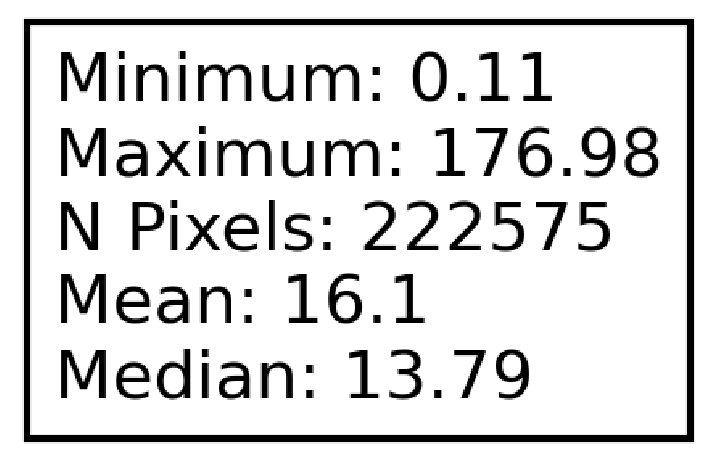 Minimum: 0.11
Maximum: 176.98
N Pixels: 222575
Mean: 16.1
Median: 13.79